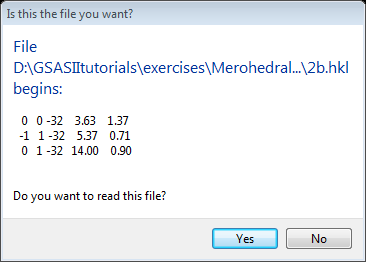 Is this the file you want?
File
D:\GSASIItutorials\exercises\Merohedral...\2b.hkl
begins:
0 0 -32 3.63 1.37
-1 1 -32 5.37 0.71
0 1 -32 14.00 0.90
Do you want to read this file?
Yes No